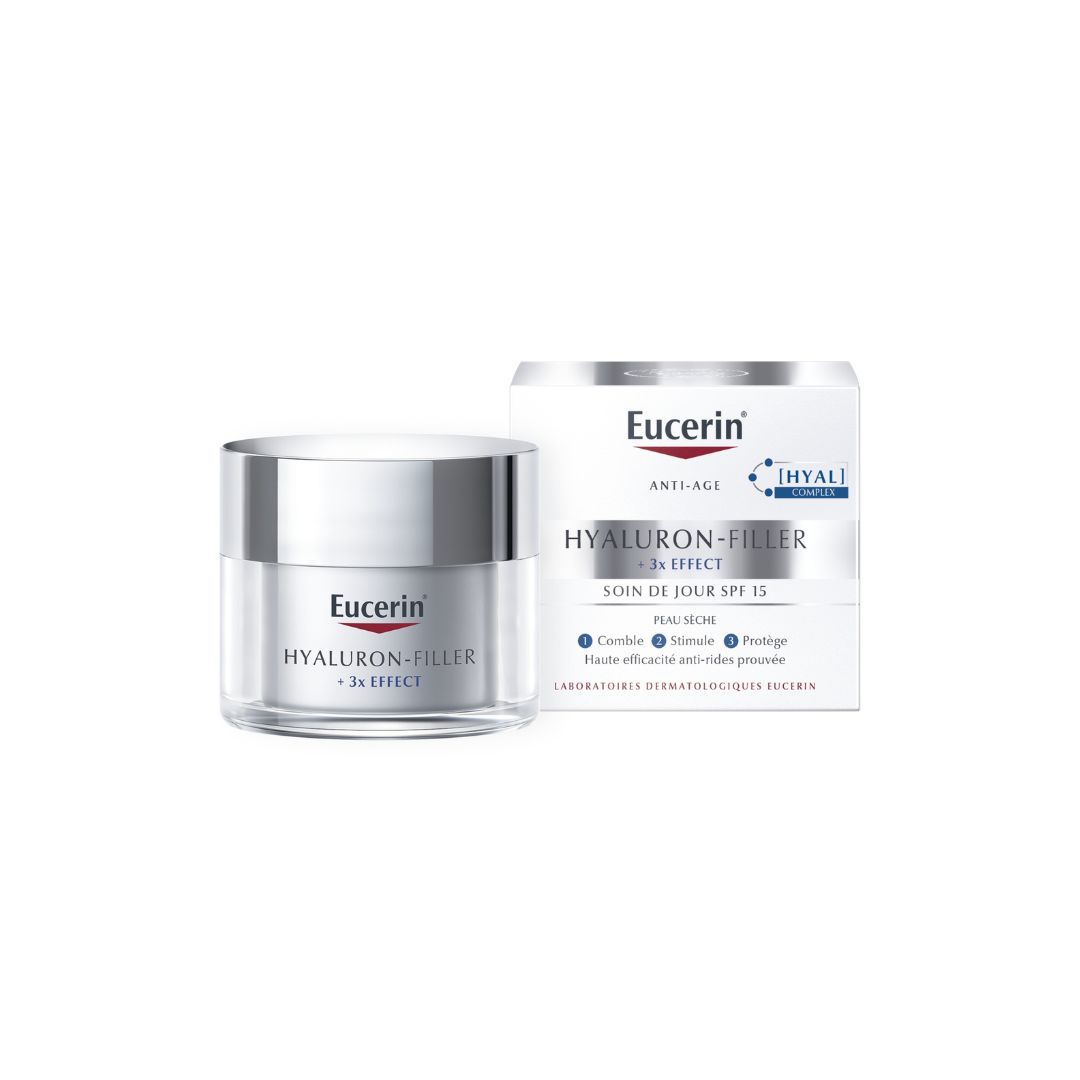 Eucerin®
HYALURON-FILLER
+ 3x EFFECT
Eucerin®
ANTI-AGE
[HYAL]
COMPLEX
HYALURON-FILLER
+ 3x EFFECT
SOIN DE JOUR SPF 15
PEAU SÈCHE
1 Comble 2 Stimule 3 Protège
Haute efficacité anti-rides prouvée
LABORATOIRES DERMATOLOGIQUES EUCERIN